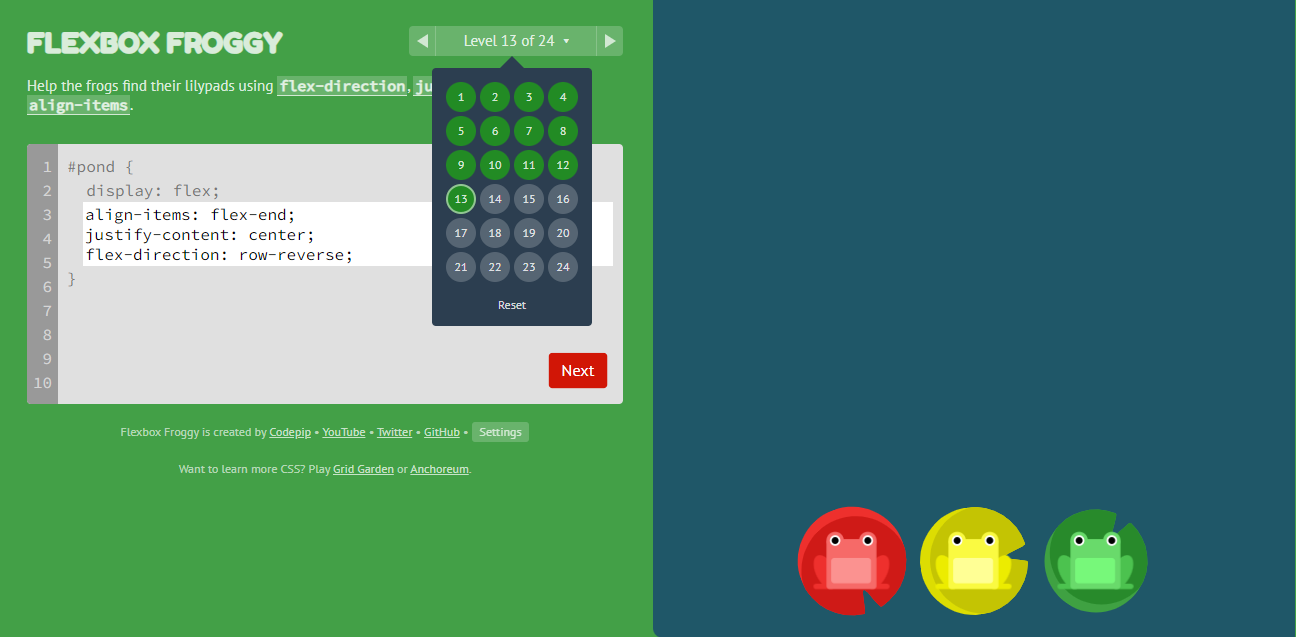 FLEXBOX FROGGY
Level 13 of 24
Help the frogs find their lilypads using flex-direction, ju
align-items.
1 2 3 4
5 6 7 8
9 10 11 12
13 14 15 16
17 18 19 20
21 22 23 24
Reset
1 #pond {
2 display: flex;
3 align-items: flex-end;
4 justify-content: center;
5 flex-direction: row-reverse;
6 }
7
8
9
10
Next
Flexbox Froggy is created by Codepip • YouTube • Twitter • GitHub • Settings
Want to learn more CSS? Play Grid Garden or Anchoreum.